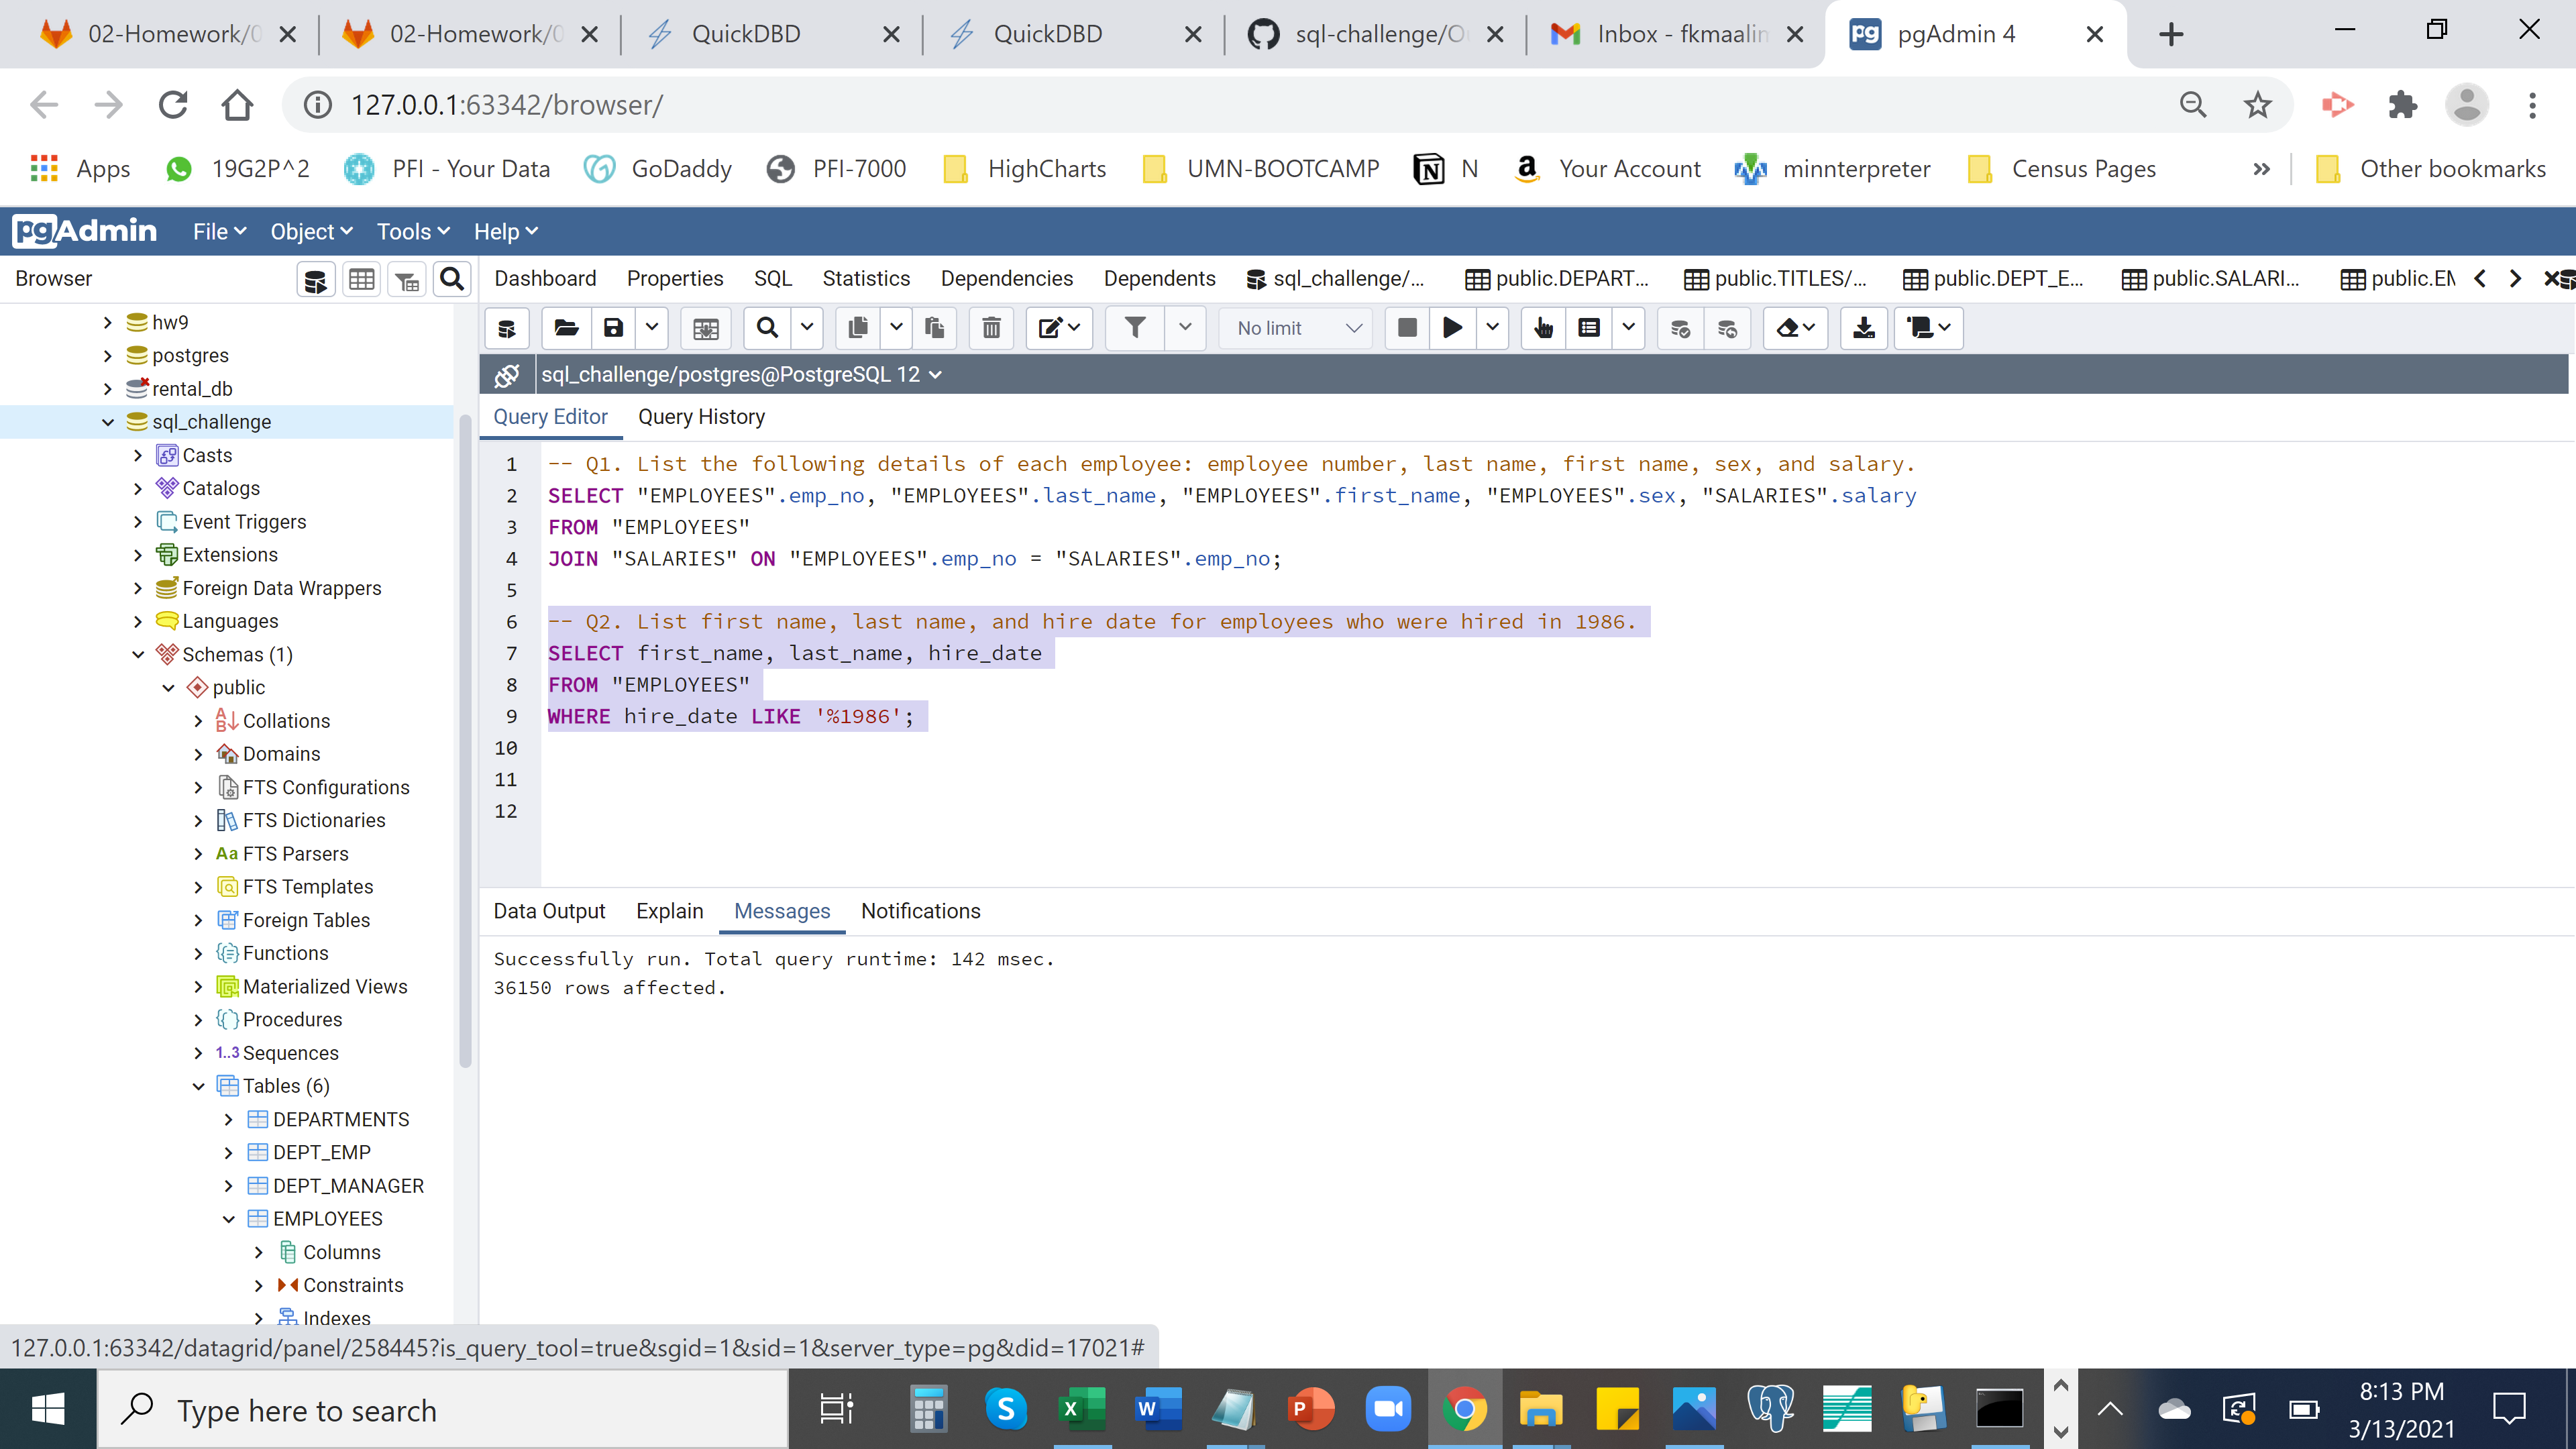 02-Homework/0
02-Homework/0
QuickDBD
QuickDBD
sql-challenge/O
Inbox - fkmaalin
pgAdmin 4
127.0.0.1:63342/browser/
Apps 19G2P^2 PFI - Your Data GoDaddy PFI-7000 HighCharts UMN-BOOTCAMP N Your Account minnterpreter Census Pages » Other bookmarks
pgAdmin File Object Tools Help
Browser
Dashboard Properties SQL Statistics Dependencies Dependents sql_challenge/... public.DEPART... public.TITLES/... public.DEPT_E... public.SALARI... public.EM
No limit
sql_challenge/postgres@PostgreSQL 12
Query Editor Query History
hw9
postgres
rental_db
sql_challenge
Casts
Catalogs
Event Triggers
Extensions
Foreign Data Wrappers
Languages
Schemas (1)
public
Collations
Domains
FTS Configurations
FTS Dictionaries
Aa FTS Parsers
FTS Templates
Foreign Tables
Functions
Materialized Views
Procedures
1..3 Sequences
Tables (6)
DEPARTMENTS
DEPT_EMP
DEPT_MANAGER
EMPLOYEES
Columns
Constraints
Indexes
1 -- Q1. List the following details of each employee: employee number, last name, first name, sex, and salary.
2 SELECT "EMPLOYEES".emp_no, "EMPLOYEES".last_name, "EMPLOYEES".first_name, "EMPLOYEES".sex, "SALARIES".salary
3 FROM "EMPLOYEES"
4 JOIN "SALARIES" ON "EMPLOYEES".emp_no = "SALARIES".emp_no;
5
6 -- Q2. List first name, last name, and hire date for employees who were hired in 1986.
7 SELECT first_name, last_name, hire_date
8 FROM "EMPLOYEES"
9 WHERE hire_date LIKE '%1986';
10
11
12
Data Output Explain Messages Notifications
Successfully run. Total query runtime: 142 msec.
36150 rows affected.
127.0.0.1:63342/datagrid/panel/258445?is_query_tool=true&sgid=1&sid=1&server_type=pg&did=17021#
Type here to search
8:13 PM
3/13/2021